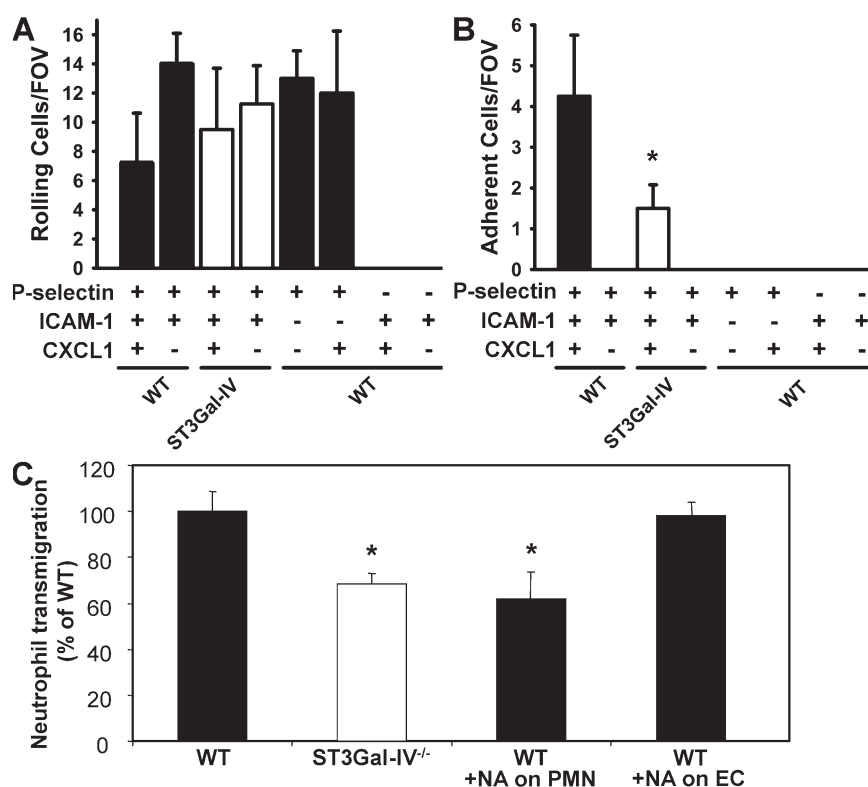 A
Rolling Cells/FOV
16
14
12
10
8
6
4
2
0
P-selectin + + + + + + - -
ICAM-1 + + + + - - + +
CXCL1 + - + - - + + -
WT ST3Gal-IV WT
B
Adherent Cells/FOV
6
5
4
3
2
1
0
*
P-selectin + + + + + + - -
ICAM-1 + + + + - - + +
CXCL1 + - + - - + + -
WT ST3Gal-IV WT
C
Neutrophil transmigration
(% of WT)
120
100
80
60
40
20
0
* *
WT ST3Gal-IV-/- WT WT
+NA on PMN +NA on EC